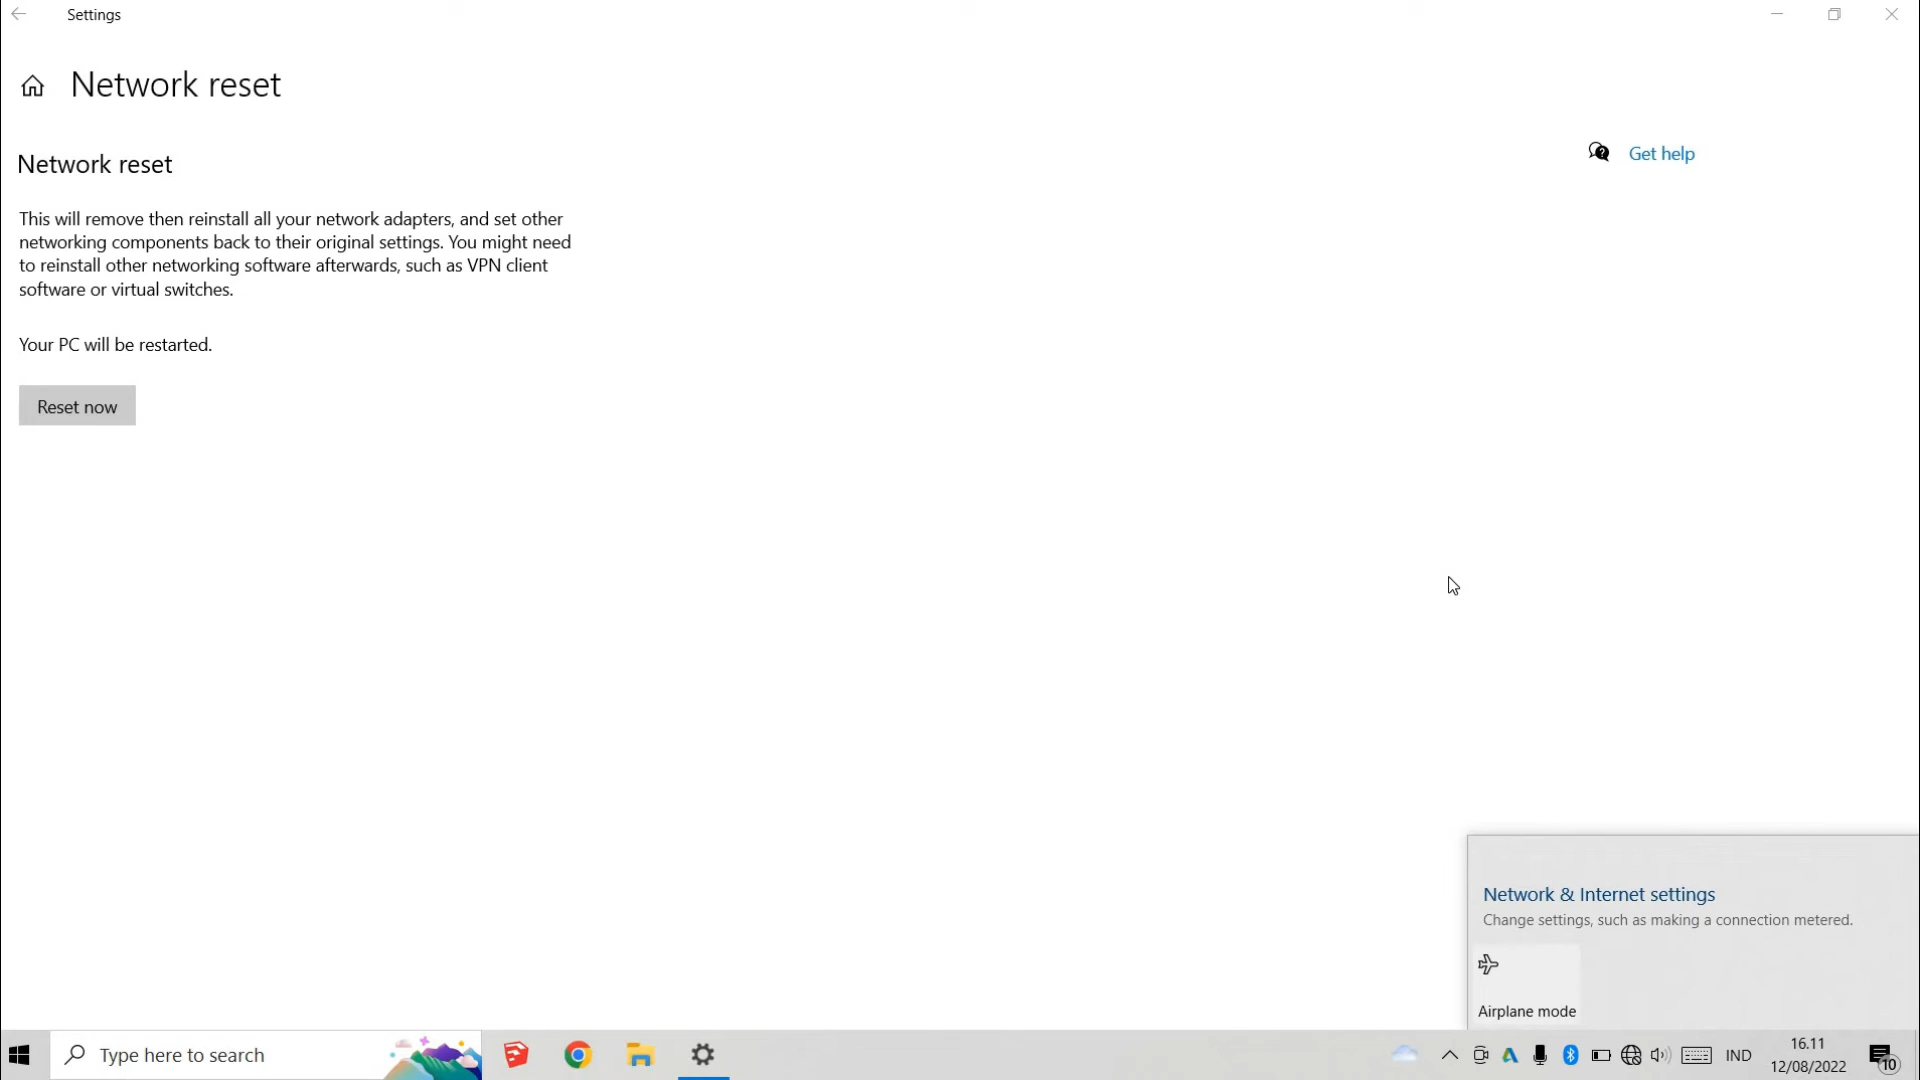 Settings
Network reset
Network reset
Get help
This will remove then reinstall all your network adapters, and set other
networking components back to their original settings. You might need
to reinstall other networking software afterwards, such as VPN client
software or virtual switches.
Your PC will be restarted.
Reset now
Network & Internet settings
Change settings, such as making a connection metered.
Airplane mode
Type here to search
IND
16.11
12/08/2022
10